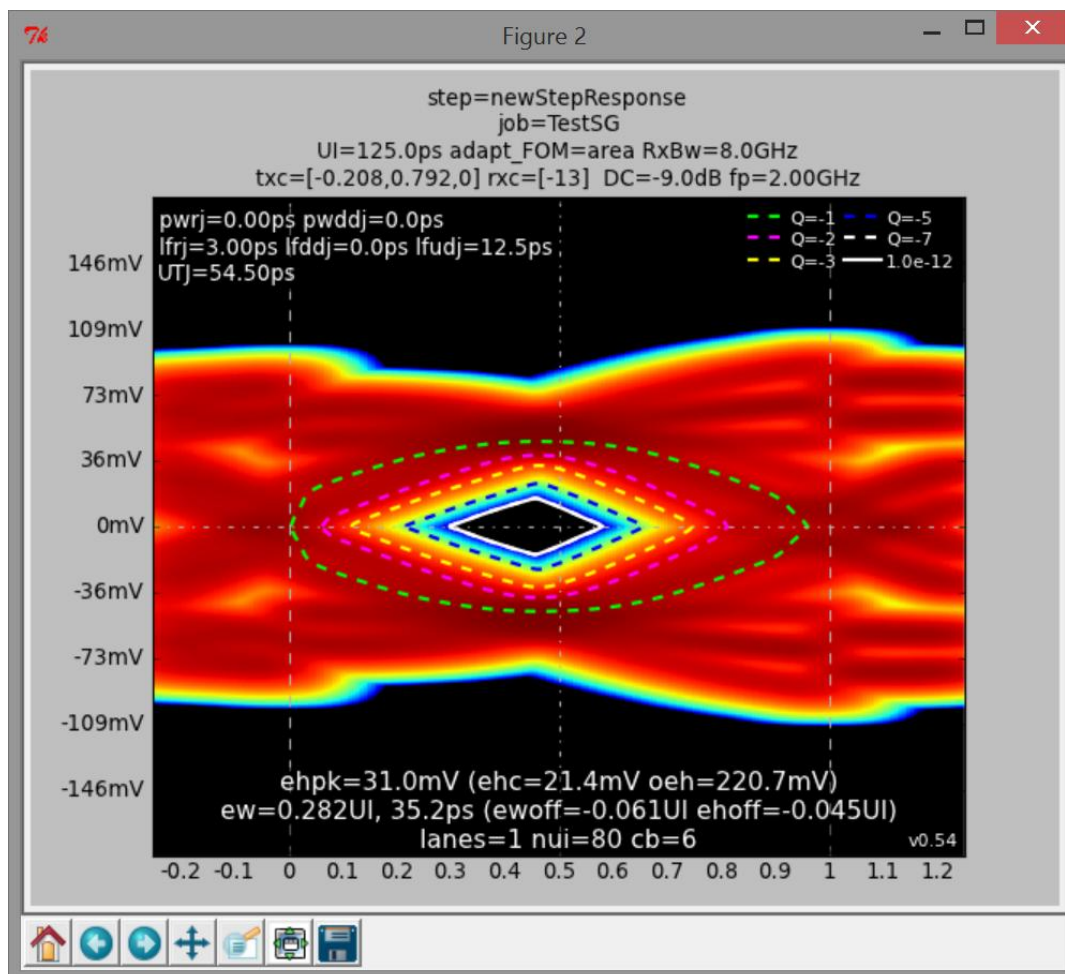 Figure 2
step=newStepResponse
job=TestSG
UI=125.0ps adapt_FOM=area RxBw=8.0GHz
txc=[-0.208,0.792,0] rxc=[-13]  DC=-9.0dB fp=2.00GHz
pwrj=0.00ps pwddj=0.0ps
lfrj=3.00ps lfddj=0.0ps lfudj=12.5ps
UTJ=54.50ps
Q=-1 Q=-5
Q=-2 Q=-7
Q=-3 1.0e-12
146mV
109mV
73mV
36mV
0mV
-36mV
-73mV
-109mV
-146mV
ehpk=31.0mV (ehc=21.4mV oeh=220.7mV)
ew=0.282UI, 35.2ps (ewoff=-0.061UI ehoff=-0.045UI)
lanes=1 nui=80 cb=6
v0.54
-0.2 -0.1 0 0.1 0.2 0.3 0.4 0.5 0.6 0.7 0.8 0.9 1 1.1 1.2